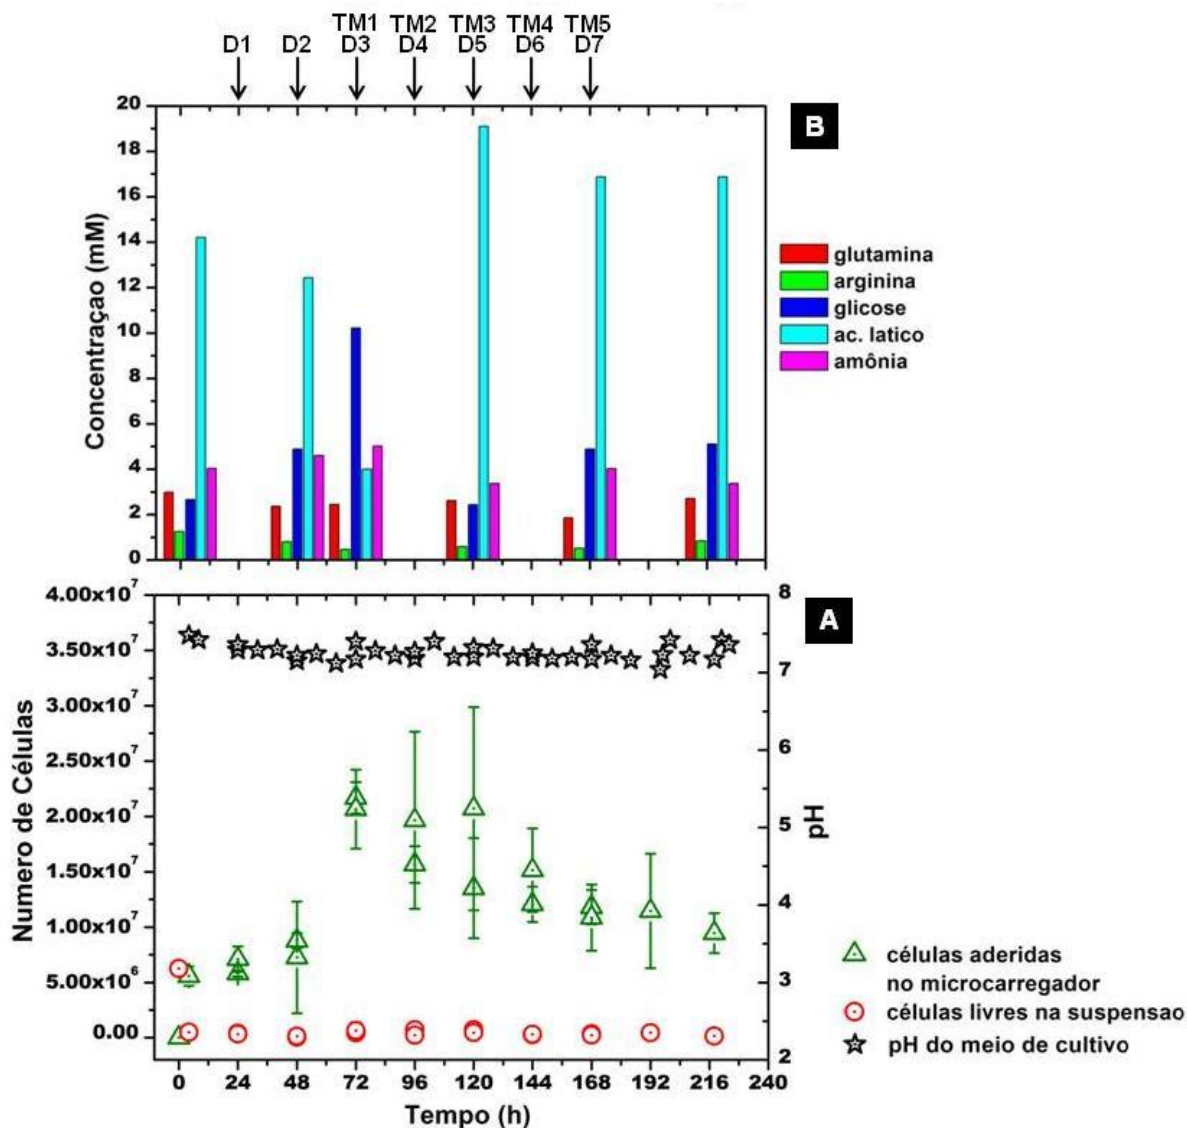 TM1 TM2 TM3 TM4 TM5
D1 D2 D3 D4 D5 D6 D7
B
20
18
16
14
12
10
8
6
4
2
0
Concentraçao (mM)
glutamina
arginina
glicose
ac. latico
amônia
A
4.00x10⁷
3.50x10⁷
3.00x10⁷
2.50x10⁷
2.00x10⁷
1.50x10⁷
1.00x10⁷
5.00x10⁶
0.00
Numero de Células
8
7
6
5
4
3
2
pH
0 24 48 72 96 120 144 168 192 216 240
Tempo (h)
células aderidas
no microcarregador
células livres na suspensao
pH do meio de cultivo